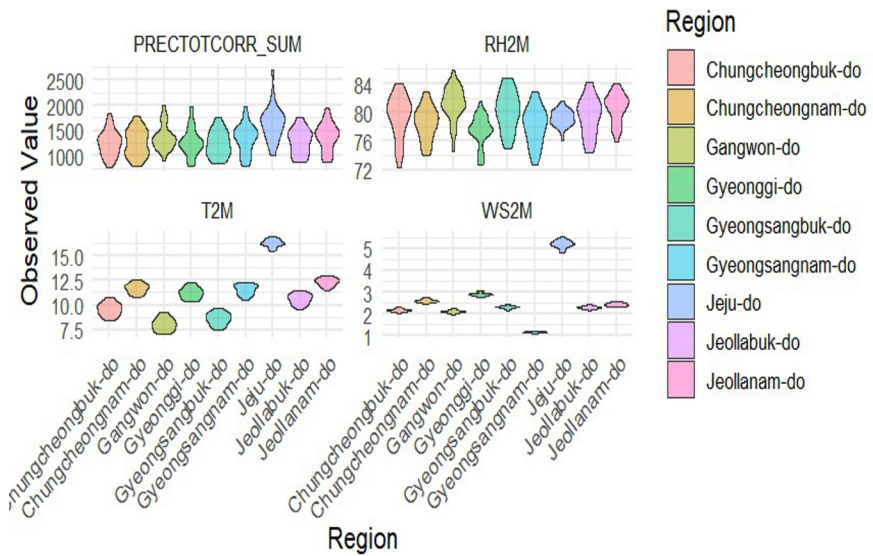 PRECTOTCORR_SUM
RH2M
2500
2000
1500
1000
84
80
76
72
T2M
WS2M
15.0
12.5
10.0
7.5
5
4
3
2
1
Observed Value
Chungcheongbuk-do
Chungcheongnam-do
Gangwon-do
Gyeonggi-do
Gyeongsangbuk-do
Gyeongsangnam-do
Jeju-do
Jeollabuk-do
Jeollanam-do
Chungcheongbuk-do
Chungcheongnam-do
Gangwon-do
Gyeonggi-do
Gyeongsangbuk-do
Gyeongsangnam-do
Jeju-do
Jeollabuk-do
Jeollanam-do
Region
Region
Chungcheongbuk-do
Chungcheongnam-do
Gangwon-do
Gyeonggi-do
Gyeongsangbuk-do
Gyeongsangnam-do
Jeju-do
Jeollabuk-do
Jeollanam-do